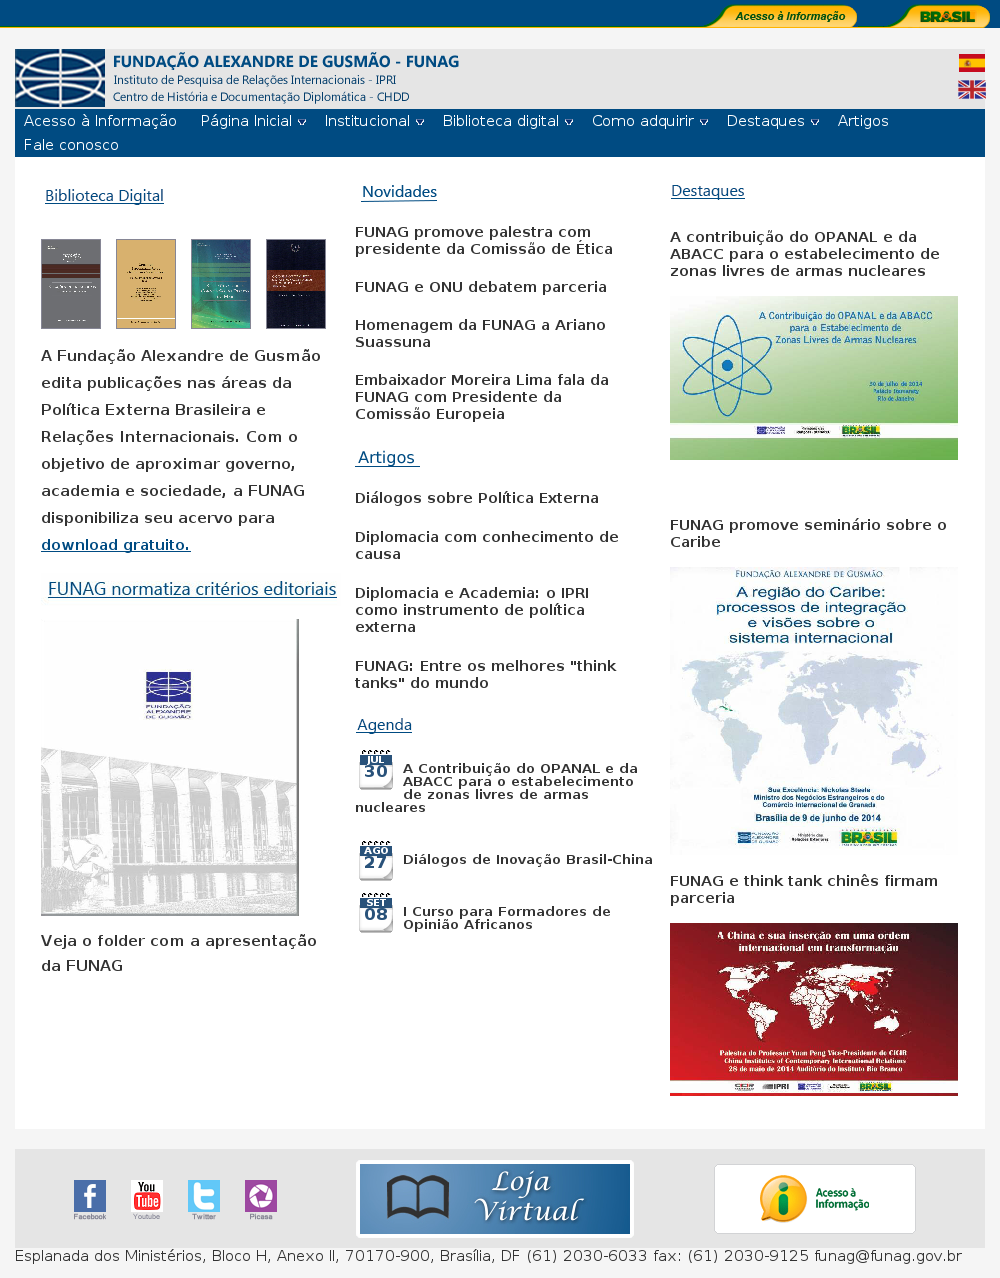 Acesso à Informação
BRASIL
FUNDAÇÃO ALEXANDRE DE GUSMÃO - FUNAG
Instituto de Pesquisa de Relações Internacionais - IPRI
Centro de História e Documentação Diplomática - CHDD
Acesso à Informação Página Inicial Institucional Biblioteca digital Como adquirir Destaques Artigos
Fale conosco
Biblioteca Digital
A Fundação Alexandre de Gusmão
edita publicações nas áreas da
Política Externa Brasileira e
Relações Internacionais. Com o
objetivo de aproximar governo,
academia e sociedade, a FUNAG
disponibiliza seu acervo para
download gratuito.
FUNAG normatiza critérios editoriais
FUNDAÇÃO
ALEXANDRE
DE GUSMÃO
Veja o folder com a apresentação
da FUNAG
Novidades
FUNAG promove palestra com
presidente da Comissão de Ética
FUNAG e ONU debatem parceria
Homenagem da FUNAG a Ariano
Suassuna
Embaixador Moreira Lima fala da
FUNAG com Presidente da
Comissão Europeia
Artigos
Diálogos sobre Política Externa
Diplomacia com conhecimento de
causa
Diplomacia e Academia: o IPRI
como instrumento de política
externa
FUNAG: Entre os melhores "think
tanks" do mundo
Agenda
JUL
30
A Contribuição do OPANAL e da
ABACC para o estabelecimento
de zonas livres de armas
nucleares
AGO
27
Diálogos de Inovação Brasil-China
SET
08
I Curso para Formadores de
Opinião Africanos
Destaques
A contribuição do OPANAL e da
ABACC para o estabelecimento de
zonas livres de armas nucleares
A Contribuição do OPANAL e da ABACC
para o Estabelecimento de
Zonas Livres de Armas Nucleares
30 de julho de 2014
Palácio Itamaraty
Rio de Janeiro
BRASIL
FUNAG promove seminário sobre o
Caribe
FUNDAÇÃO ALEXANDRE DE GUSMÃO
A região do Caribe:
processos de integração
e visões sobre o
sistema internacional
Sua Excelência: Nickolas Steele
Ministro dos Negócios Estrangeiros e do
Comércio Internacional de Granada
Brasília de 9 de junho de 2014
FUNDAÇÃO
ALEXANDRE
DE GUSMÃO
Ministério das
Relações Exteriores
BRASIL
FUNAG e think tank chinês firmam
parceria
A China e sua inserção em uma ordem
internacional em transformação
Palestra do Professor Yuan Peng Vice-Presidente do CICIR
China Institutes of Contemporary International Relations
28 de maio de 2014 Auditório do Instituto Rio Branco
IPRI
BRASIL
Facebook
You
Tube
Youtube
Twitter
Picasa
Loja
Virtual
Acesso à
Informação
Esplanada dos Ministérios, Bloco H, Anexo II, 70170-900, Brasília, DF (61) 2030-6033 fax: (61) 2030-9125 funag@funag.gov.br